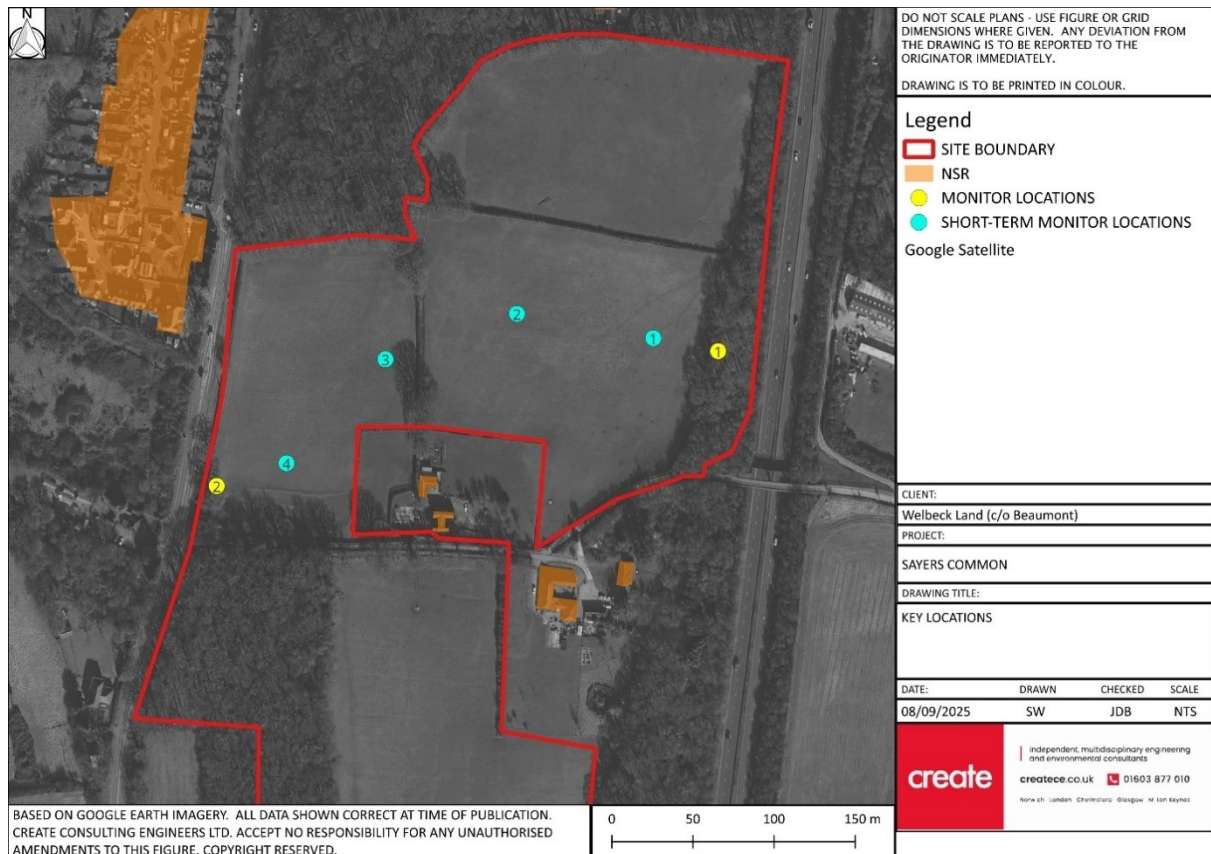 N
DO NOT SCALE PLANS - USE FIGURE OR GRID
DIMENSIONS WHERE GIVEN. ANY DEVIATION FROM
THE DRAWING IS TO BE REPORTED TO THE
ORIGINATOR IMMEDIATELY.
DRAWING IS TO BE PRINTED IN COLOUR.
Legend
SITE BOUNDARY
NSR
MONITOR LOCATIONS
SHORT-TERM MONITOR LOCATIONS
Google Satellite
2
1
1
3
4
2
CLIENT:
Welbeck Land (c/o Beaumont)
PROJECT:
SAYERS COMMON
DRAWING TITLE:
KEY LOCATIONS
DATE: DRAWN CHECKED SCALE
08/09/2025 SW JDB NTS
create
independent, multidisciplinary engineering
and environmental consultants
createce.co.uk 01603 877 010
Norwich London Chelmsford Glasgow Milton Keynes
BASED ON GOOGLE EARTH IMAGERY. ALL DATA SHOWN CORRECT AT TIME OF PUBLICATION.
CREATE CONSULTING ENGINEERS LTD. ACCEPT NO RESPONSIBILITY FOR ANY UNAUTHORISED
AMENDMENTS TO THIS FIGURE. COPYRIGHT RESERVED.
0 50 100 150 m